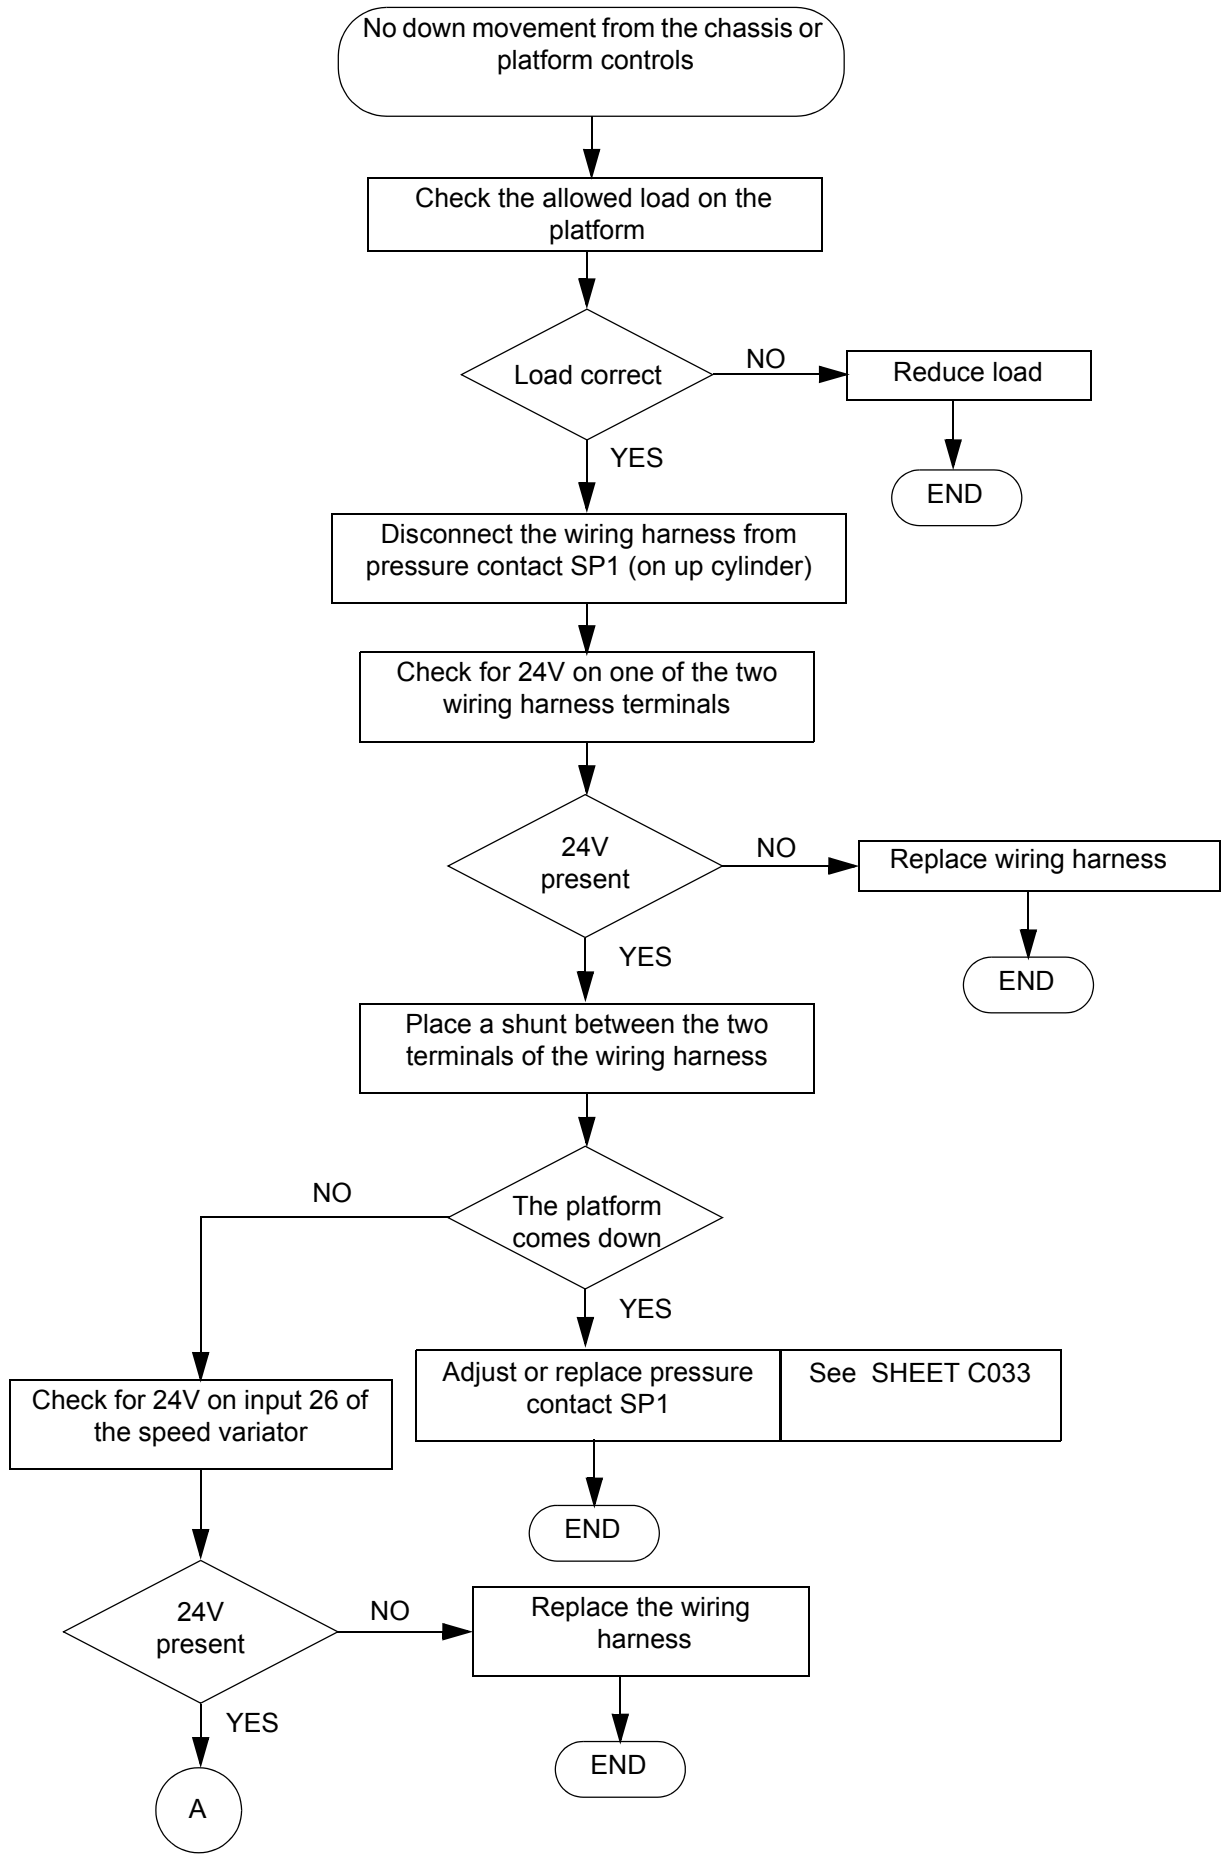 No down movement from the chassis or
platform controls
Check the allowed load on the
platform
Load correct
NO
Reduce load
END
YES
Disconnect the wiring harness from
pressure contact SP1 (on up cylinder)
Check for 24V on one of the two
wiring harness terminals
24V
present
NO
Replace wiring harness
END
YES
Place a shunt between the two
terminals of the wiring harness
The platform
comes down
NO
YES
Adjust or replace pressure
contact SP1
See  SHEET C033
END
Check for 24V on input 26 of
the speed variator
24V
present
NO
Replace the wiring
harness
END
YES
A